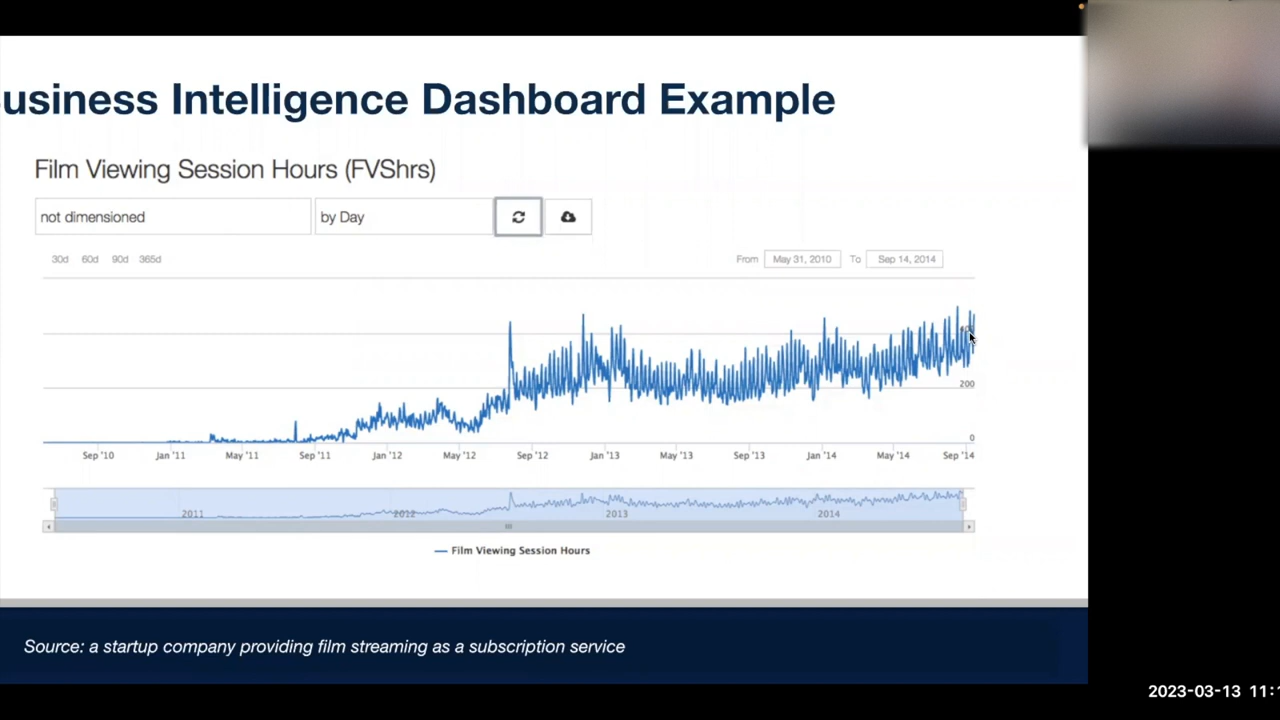 usiness Intelligence Dashboard Example
Film Viewing Session Hours (FVShrs)
not dimensioned
by Day
30d 60d 90d 365d
From May 31, 2010 To Sep 14, 2014
200
0
Sep '10 Jan '11 May '11 Sep '11 Jan '12 May '12 Sep '12 Jan '13 May '13 Sep '13 Jan '14 May '14 Sep '14
2011 2012 2013 2014
Film Viewing Session Hours
Source: a startup company providing film streaming as a subscription service
2023-03-13 11: